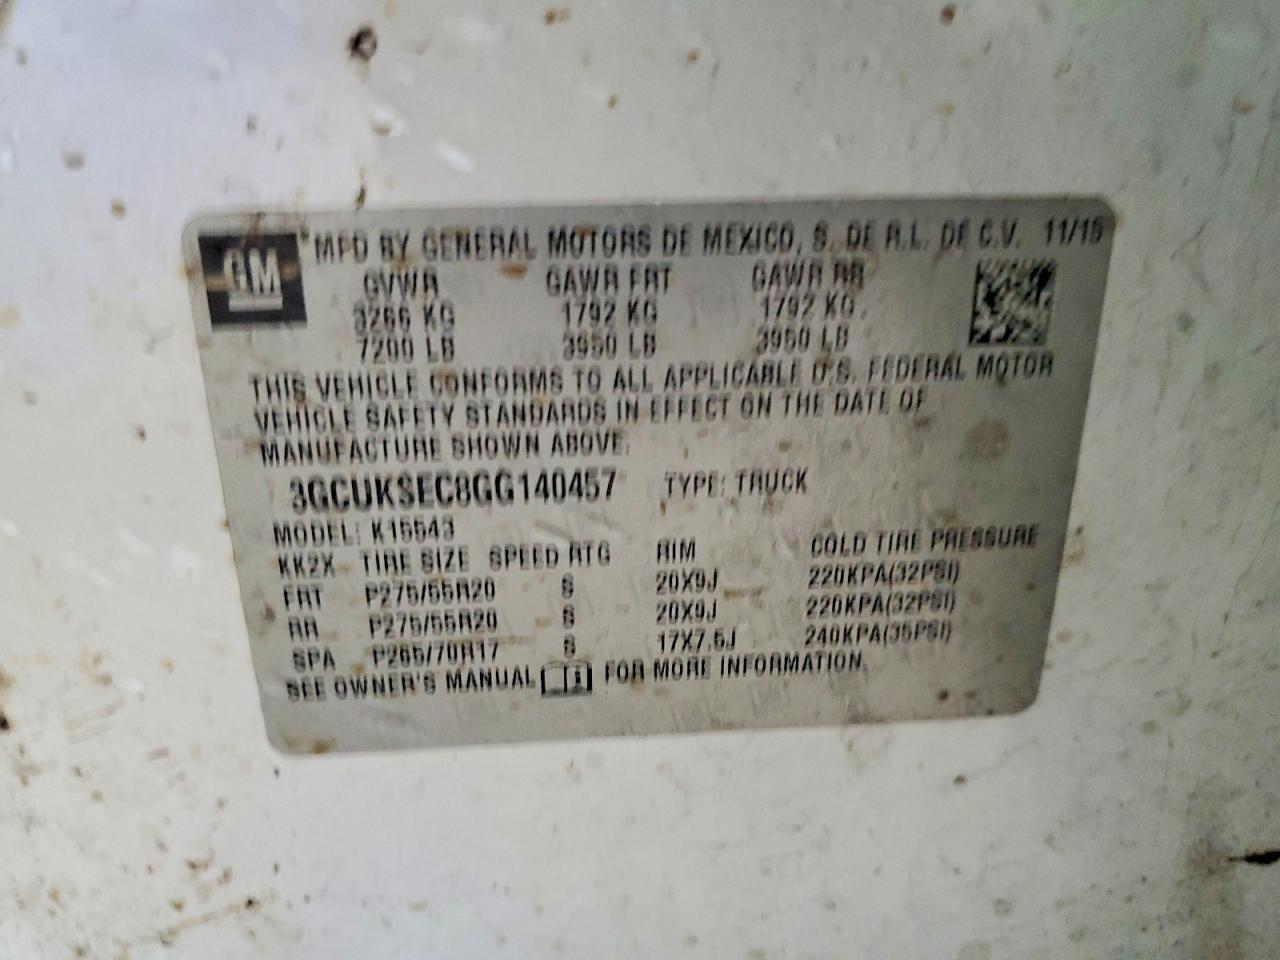 GM ® MFD BY GENERAL MOTORS DE MEXICO, S. DE R.L. DE C.V. 11/15
GVWR GAWR FRT GAWR RR
3266 KG 1792 KG 1792 KG
7200 LB 3950 LB 3950 LB
THIS VEHICLE CONFORMS TO ALL APPLICABLE U.S. FEDERAL MOTOR
VEHICLE SAFETY STANDARDS IN EFFECT ON THE DATE OF
MANUFACTURE SHOWN ABOVE.
3GCUKSEC8GG140457 TYPE: TRUCK
MODEL: K15543
KK2X TIRE SIZE SPEED RTG RIM COLD TIRE PRESSURE
FRT P275/55R20 S 20X9J 220KPA(32PSI)
RR P275/55R20 S 20X9J 220KPA(32PSI)
SPA P265/70R17 S 17X7.5J 240KPA(35PSI)
SEE OWNER'S MANUAL FOR MORE INFORMATION.